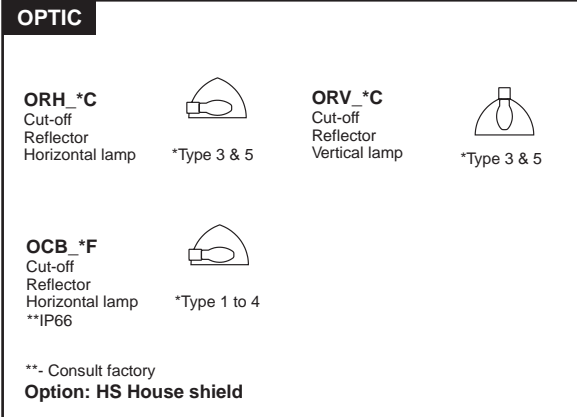 OPTIC
ORH_*C
Cut-off
Reflector
Horizontal lamp
*Type 3 & 5
ORV_*C
Cut-off
Reflector
Vertical lamp
*Type 3 & 5
OCB_*F
Cut-off
Reflector
Horizontal lamp
**IP66
*Type 1 to 4
**- Consult factory
Option: HS House shield